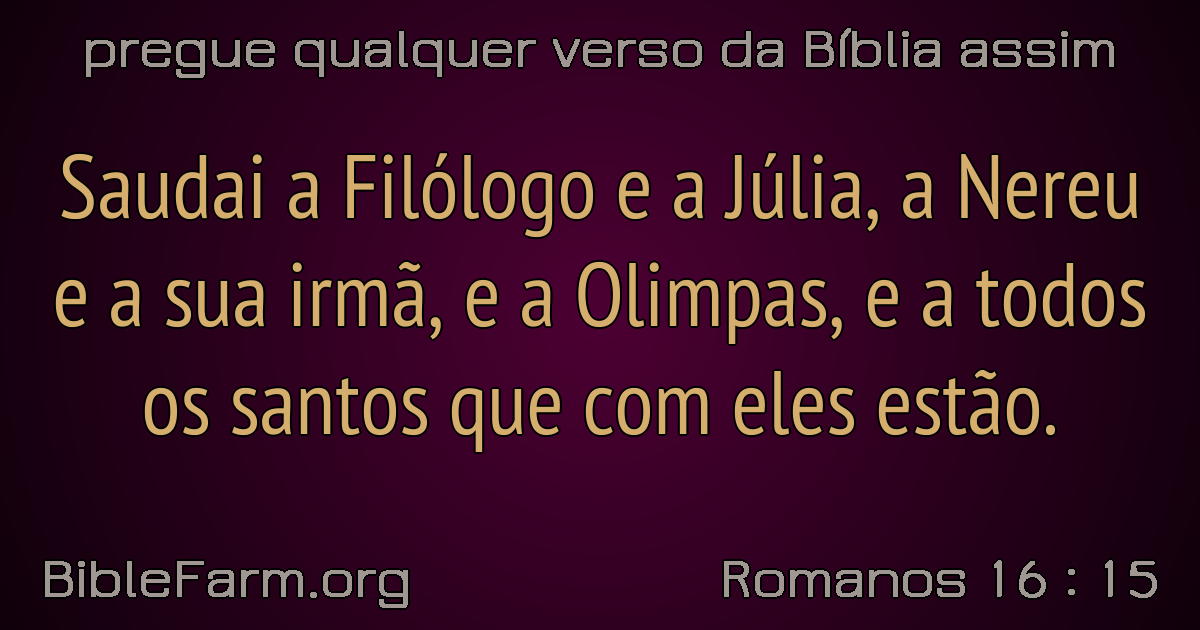 pregue qualquer verso da Bíblia assim
Saudai a Filólogo e a Júlia, a Nereu
e a sua irmã, e a Olimpas, e a todos
os santos que com eles estão.
BibleFarm.org
Romanos 16 : 15